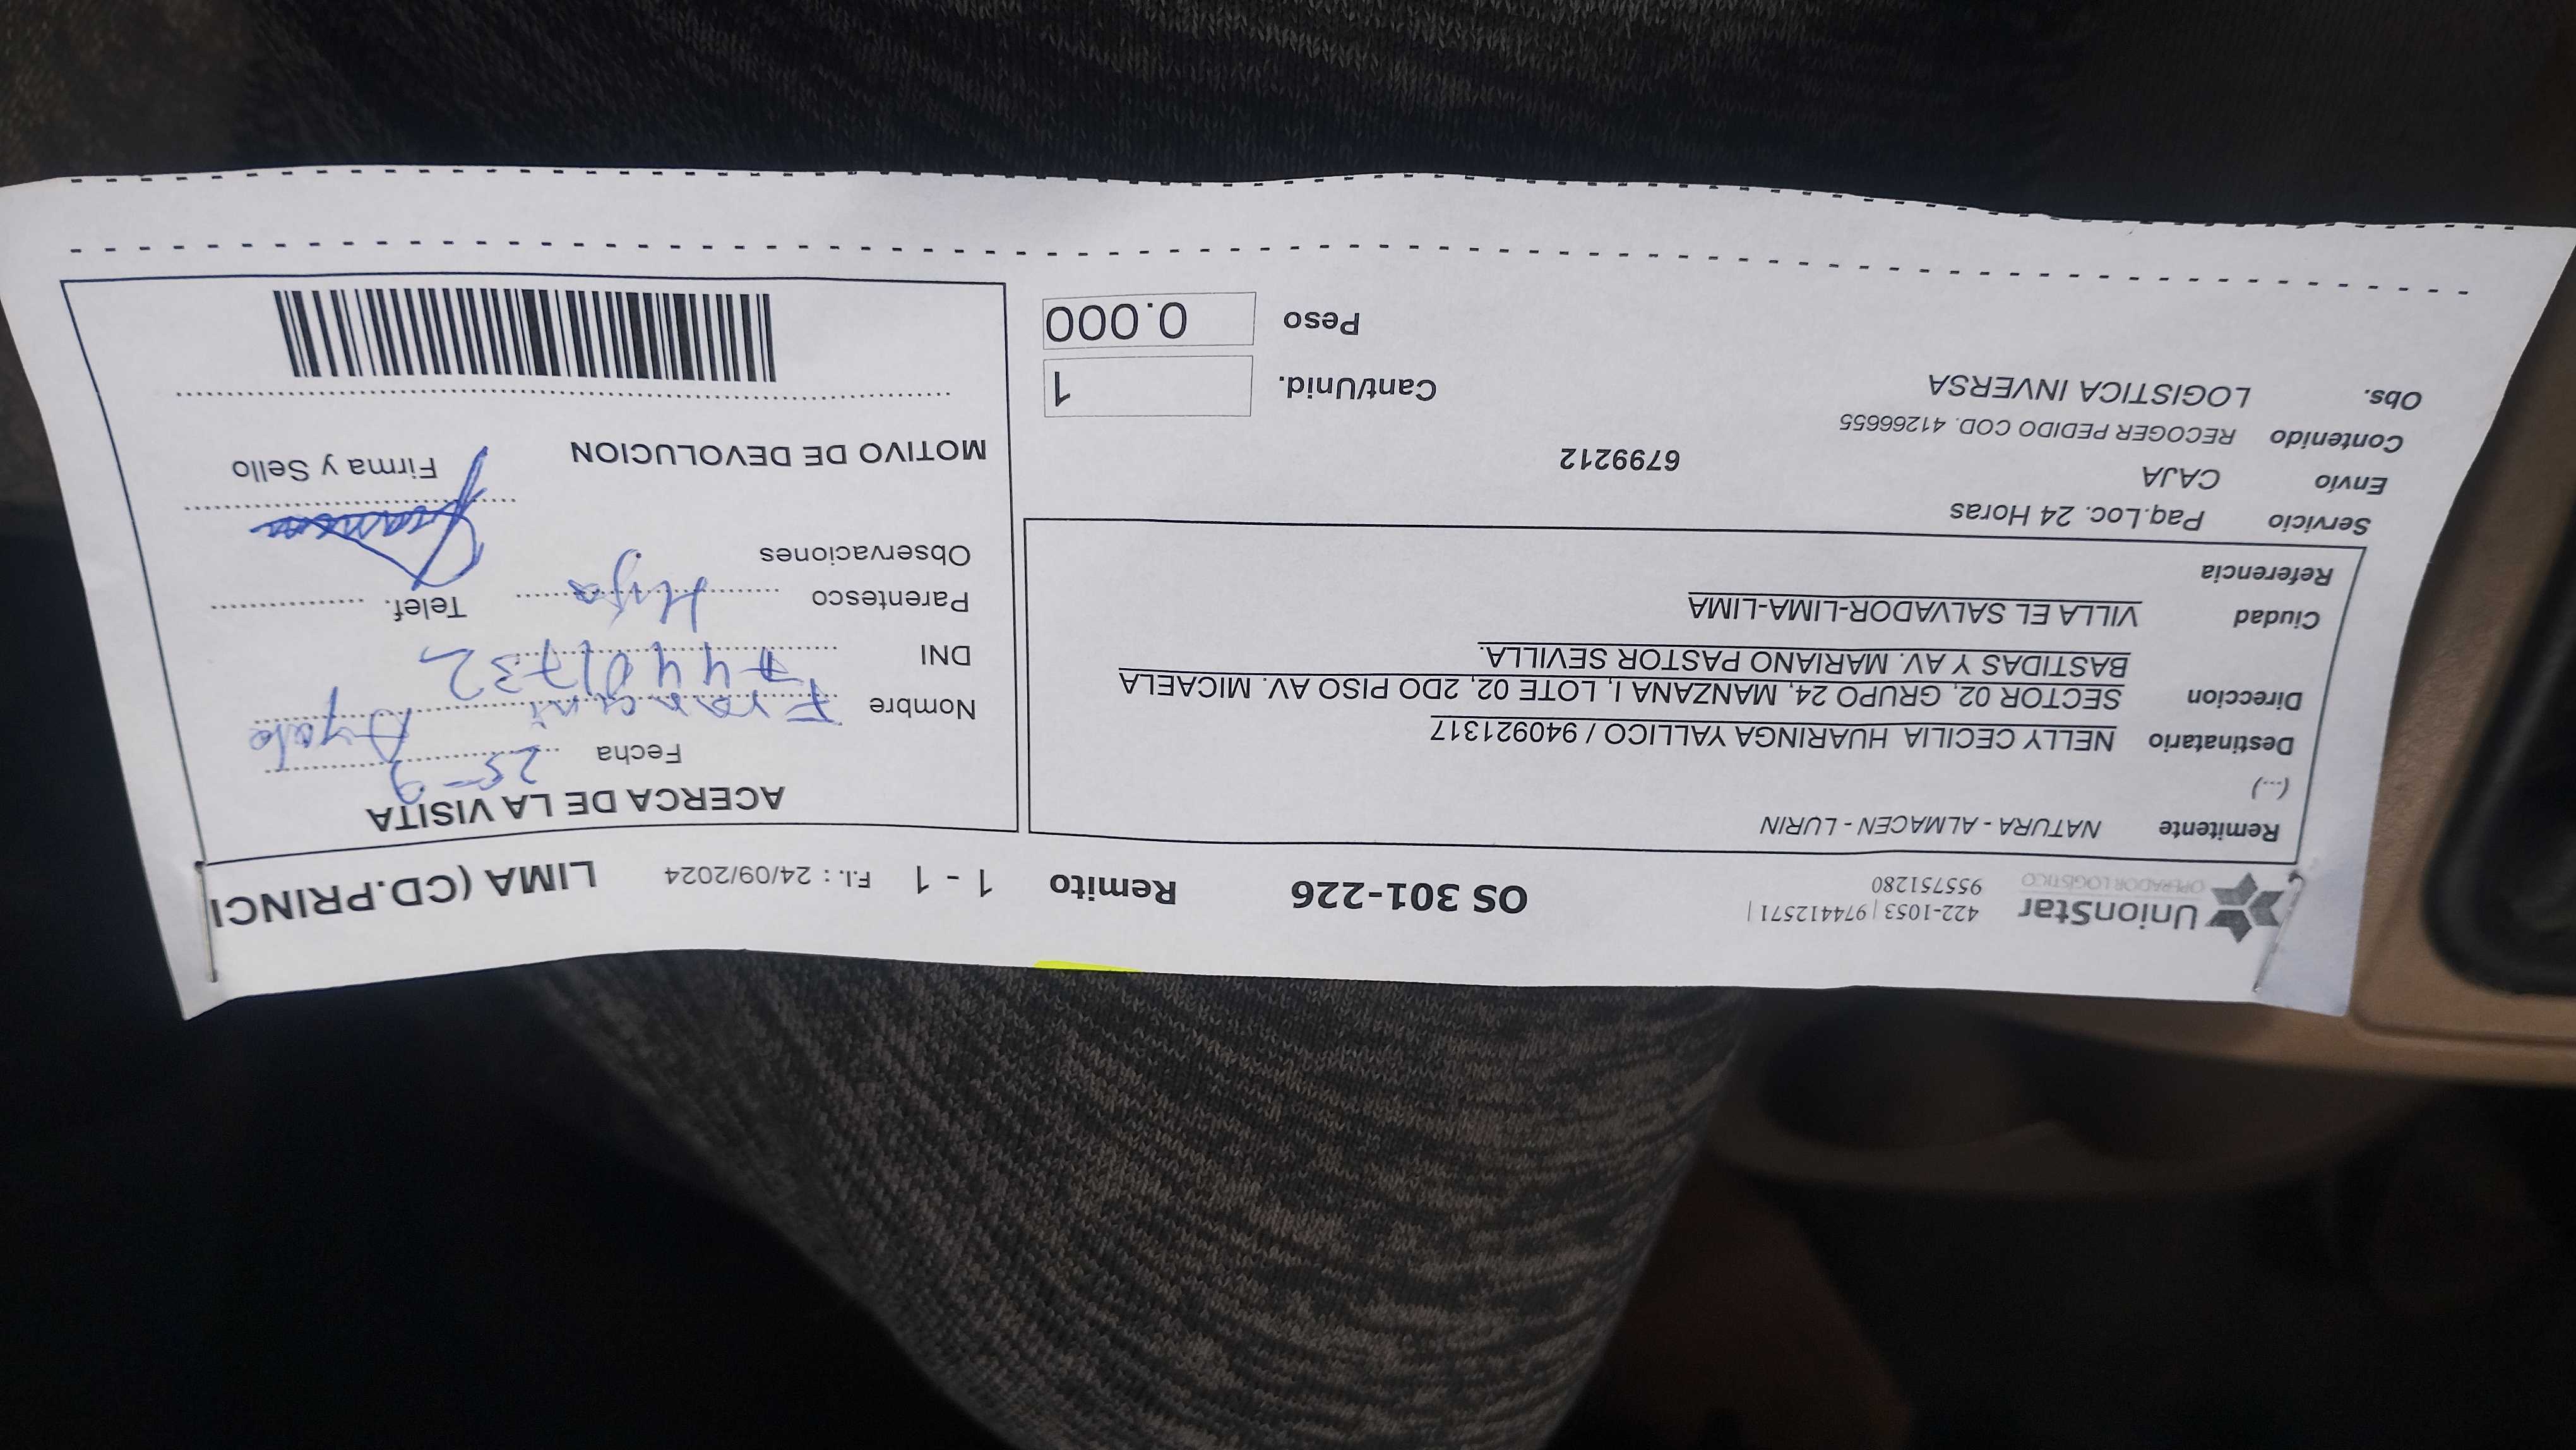 UnionStar
OPERADOR LOGÍSTICO
422-1053 | 974412571 |
955751280
OS 301-226
Remito 1 - 1 F.I. : 24/09/2024 LIMA (CD.PRINCI
Remitente NATURA - ALMACEN - LURIN
(...)
Destinatario NELLY CECILIA HUARINGA YALLICO / 940921317
Direccion SECTOR 02, GRUPO 24, MANZANA I, LOTE 02, 2DO PISO AV. MICAELA
BASTIDAS Y AV. MARIANO PASTOR SEVILLA.
Ciudad VILLA EL SALVADOR-LIMA-LIMA
Referencia
Servicio Paq.Loc. 24 Horas
Envío CAJA 6799212
Contenido RECOGER PEDIDO COD. 41266655
Obs. LOGISTICA INVERSA
Cant/Unid. 1
Peso 0.000
ACERCA DE LA VISITA
Fecha 25-9
Nombre Ayala
DNI 74401732
Parentesco Hija Telef.
Observaciones
Firma y Sello
MOTIVO DE DEVOLUCION